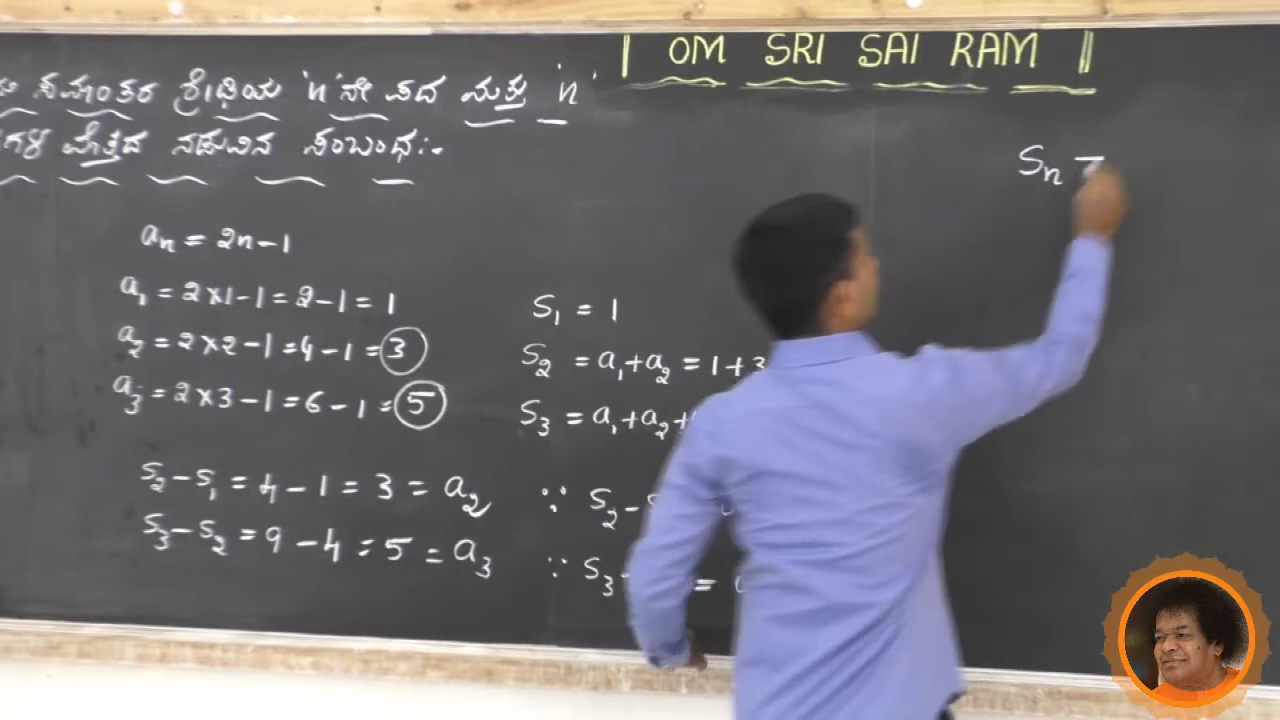 || OM SRI SAI RAM ||
ಸಮಾಂತರ ಶ್ರೇಢಿಯ 'n'ನೇ ಪದ ಮತ್ತು 'n'
ಗಳ ಮೊತ್ತದ ನಡುವಿನ ಸಂಬಂಧ:-
Sₙ =
aₙ = 2n-1
a₁ = 2×1-1 = 2-1 = 1
a₂ = 2×2-1 = 4-1 = 3
a₃ = 2×3-1 = 6-1 = 5
S₁ = 1
S₂ = a₁+a₂ = 1+3
S₃ = a₁+a₂+
S₂-S₁ = 4-1 = 3 = a₂
S₃-S₂ = 9-4 = 5 = a₃
∵ S₂-
∵ S₃- =